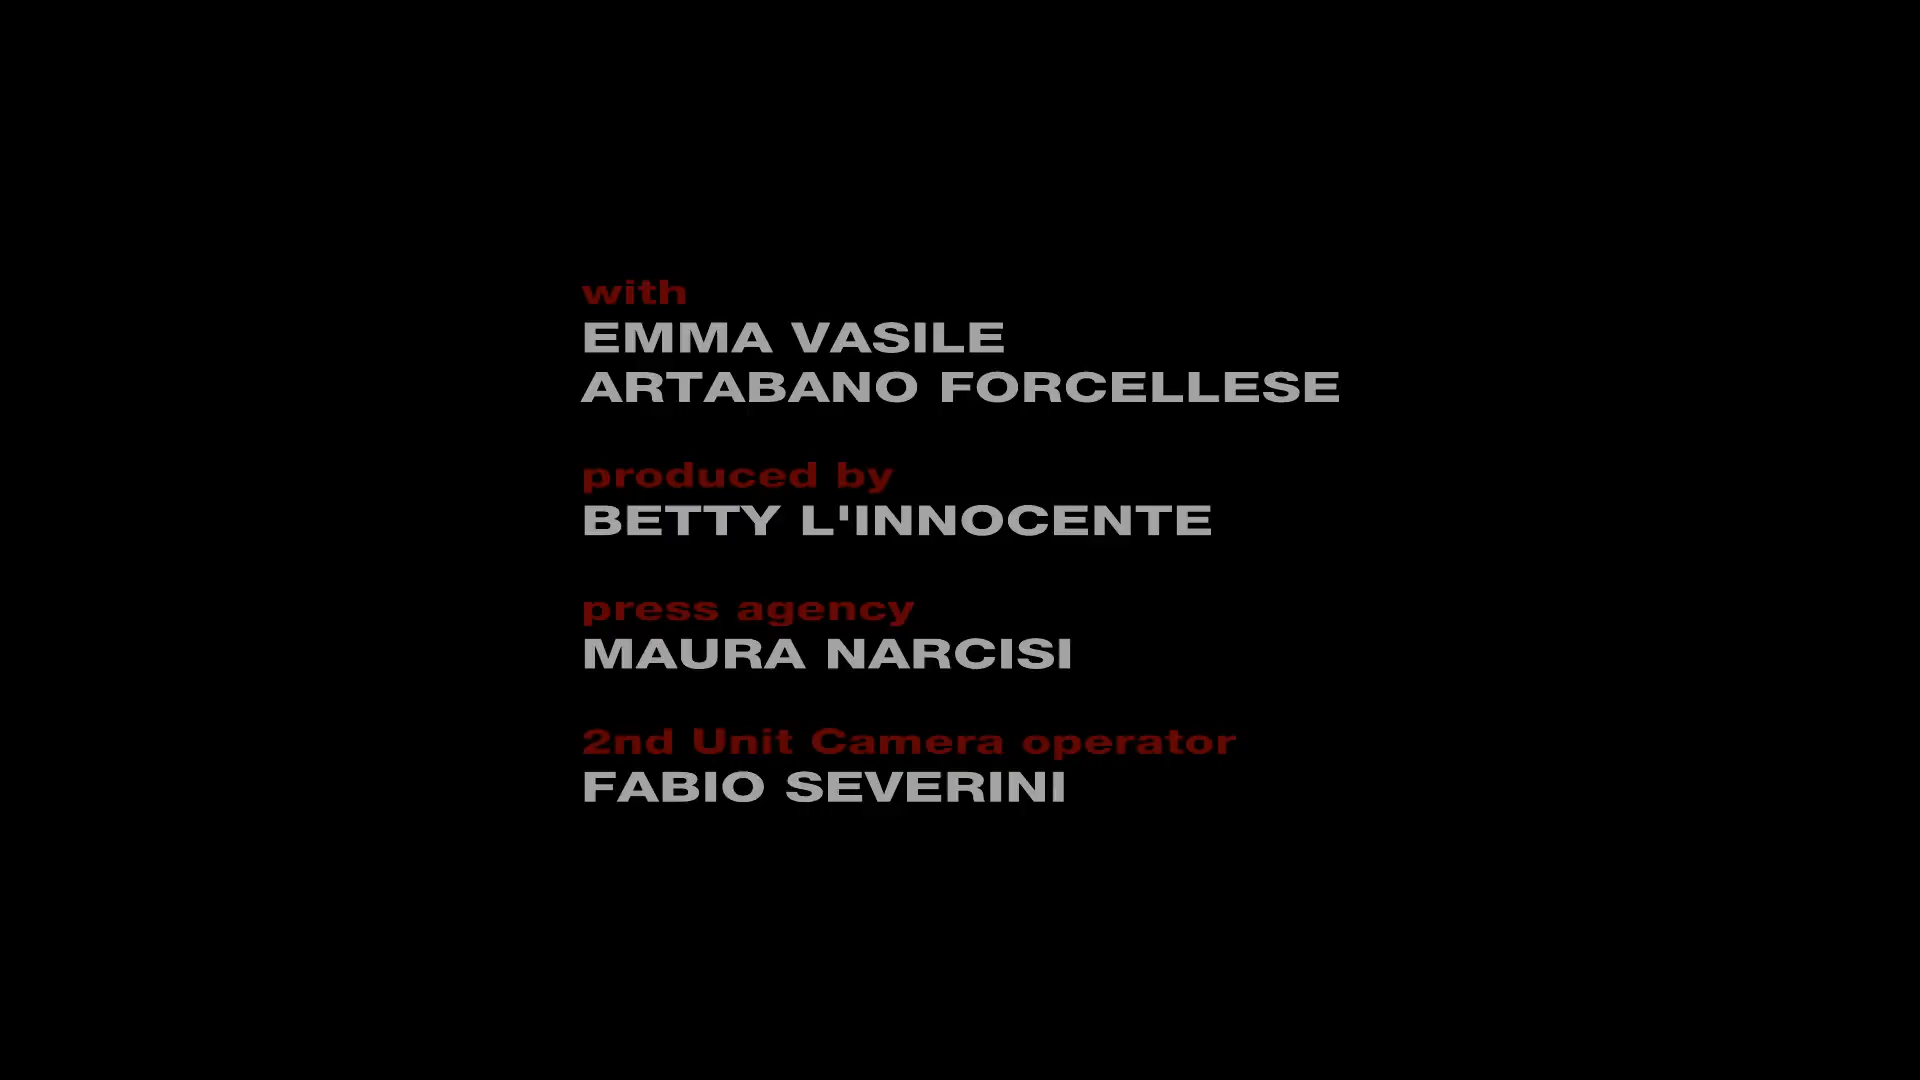 with
EMMA VASILE
ARTABANO FORCELLESE
produced by
BETTY L'INNOCENTE
press agency
MAURA NARCISI
2nd Unit Camera operator
FABIO SEVERINI